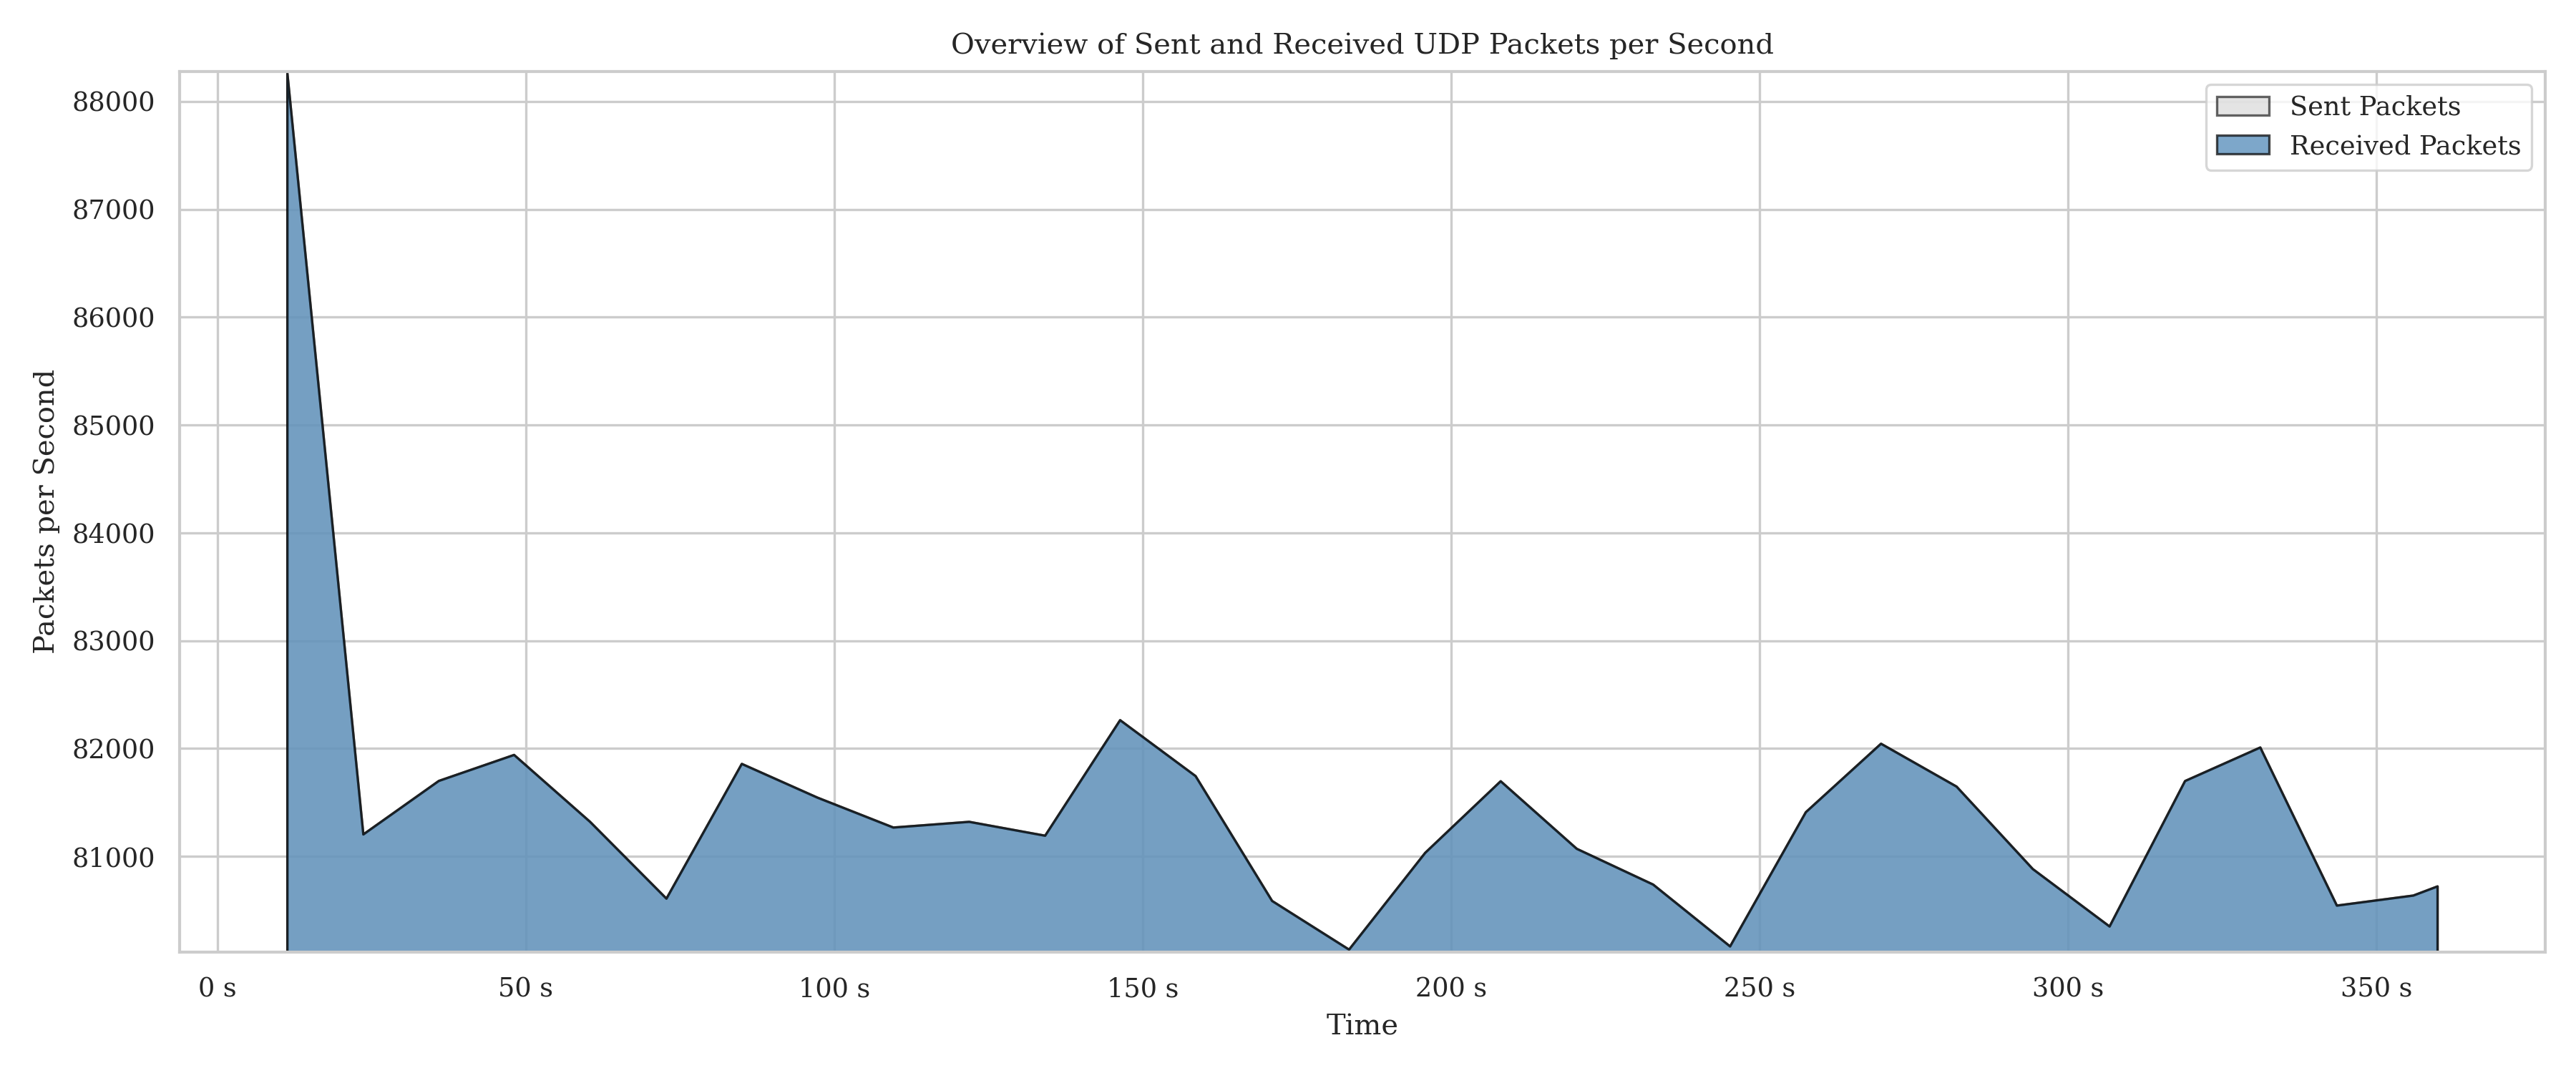 Overview of Sent and Received UDP Packets per Second
Sent Packets
Received Packets
Packets per Second
88000
87000
86000
85000
84000
83000
82000
81000
0 s
50 s
100 s
150 s
200 s
250 s
300 s
350 s
Time